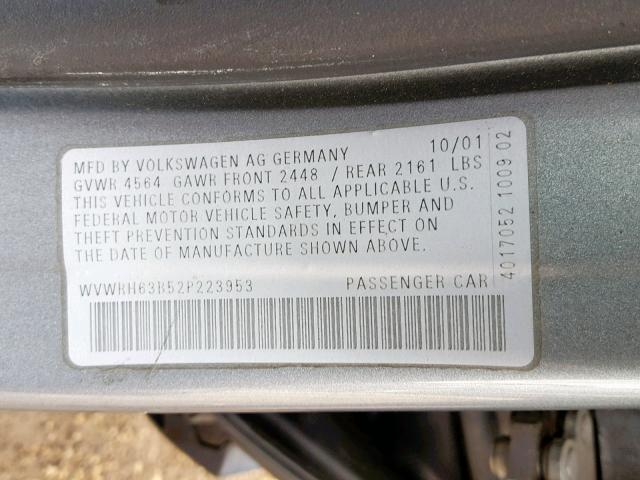 10/01
MFD BY VOLKSWAGEN AG GERMANY
GVWR 4564 GAWR FRONT 2448 / REAR 2161 LBS
THIS VEHICLE CONFORMS TO ALL APPLICABLE U.S.
FEDERAL MOTOR VEHICLE SAFETY, BUMPER AND
THEFT PREVENTION STANDARDS IN EFFECT ON
THE DATE OF MANUFACTURE SHOWN ABOVE.
WVWRH63B52P223953 PASSENGER CAR
4017052 1009 02